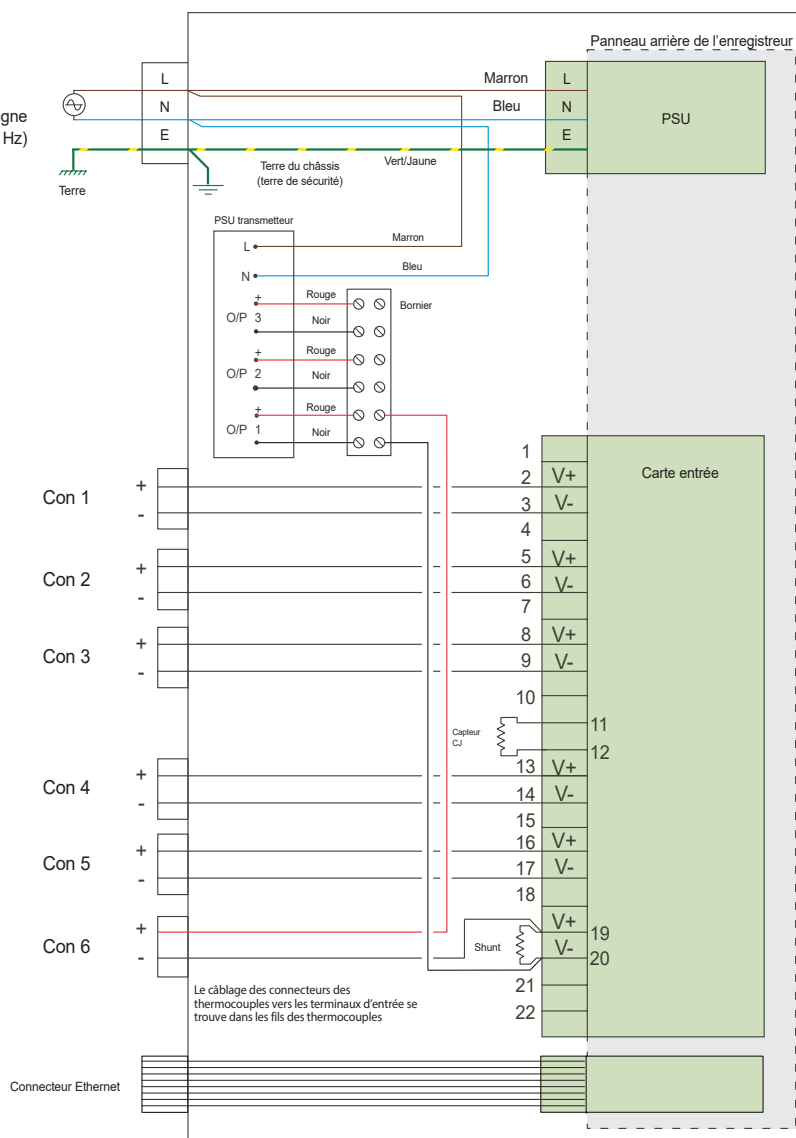 Panneau arrière de l'enregistreur
L
Marron
L
igne
N
Bleu
N
PSU
Hz)
E
E
Terre
Terre du châssis
(terre de sécurité)
Vert/Jaune
PSU transmetteur
L
Marron
N
Bleu
+
Rouge
Bornier
O/P 3
Noir
+
Rouge
O/P 2
Noir
+
Rouge
O/P 1
Noir
1
Carte entrée
Con 1
+
2
V+
-
3
V-
4
Con 2
+
5
V+
-
6
V-
7
Con 3
+
8
V+
-
9
V-
10
Capteur
CJ
11
12
Con 4
+
13
V+
-
14
V-
15
Con 5
+
16
V+
-
17
V-
18
Con 6
+
V+
19
-
Shunt
V-
20
21
22
Le câblage des connecteurs des
thermocouples vers les terminaux d'entrée se
trouve dans les fils des thermocouples
Connecteur Ethernet